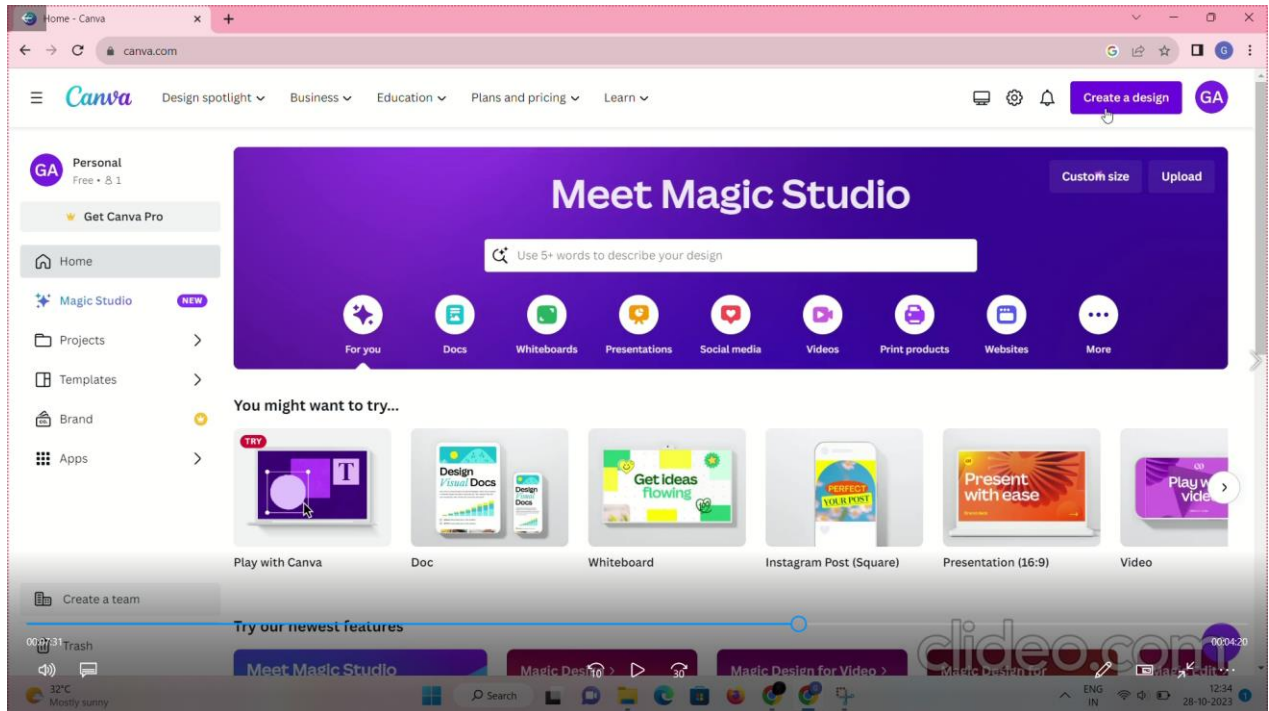 Home - Canva
canva.com
Canva
Design spotlight
Business
Education
Plans and pricing
Learn
Create a design
GA
GA
Personal
Free • 1
Get Canva Pro
Home
Magic Studio NEW
Projects
Templates
Brand
Apps
Create a team
Trash
Meet Magic Studio
Custom size
Upload
Use 5+ words to describe your design
For you
Docs
Whiteboards
Presentations
Social media
Videos
Print products
Websites
More
You might want to try...
TRY
T
Design
Visual Docs
Design
Visual
Docs
Get ideas
flowing
PERFECT
YOUR POST
Present
with ease
Play w
vide
Play with Canva
Doc
Whiteboard
Instagram Post (Square)
Presentation (16:9)
Video
Try our newest features
Meet Magic Studio
Magic Design for Video >
clideo.com
00:07:31
00:04:20
10
30
32°C
Mostly sunny
Search
ENG
IN
12:34
28-10-2023
G